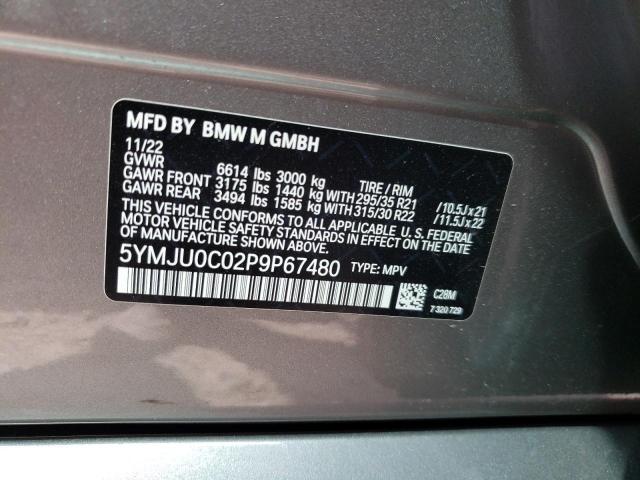 MFD BY BMW M GMBH
11/22
GVWR 6614 lbs 3000 kg TIRE / RIM
GAWR FRONT 3175 lbs 1440 kg WITH 295/35 R21 /10.5J x 21
GAWR REAR 3494 lbs 1585 kg WITH 315/30 R22 /11.5J x 22
THIS VEHICLE CONFORMS TO ALL APPLICABLE U.S. FEDERAL
MOTOR VEHICLE SAFETY STANDARDS IN EFFECT ON THE
DATE OF MANUFACTURE SHOWN ABOVE.
5YMJU0C02P9P67480 TYPE: MPV
C28M
7 320 729